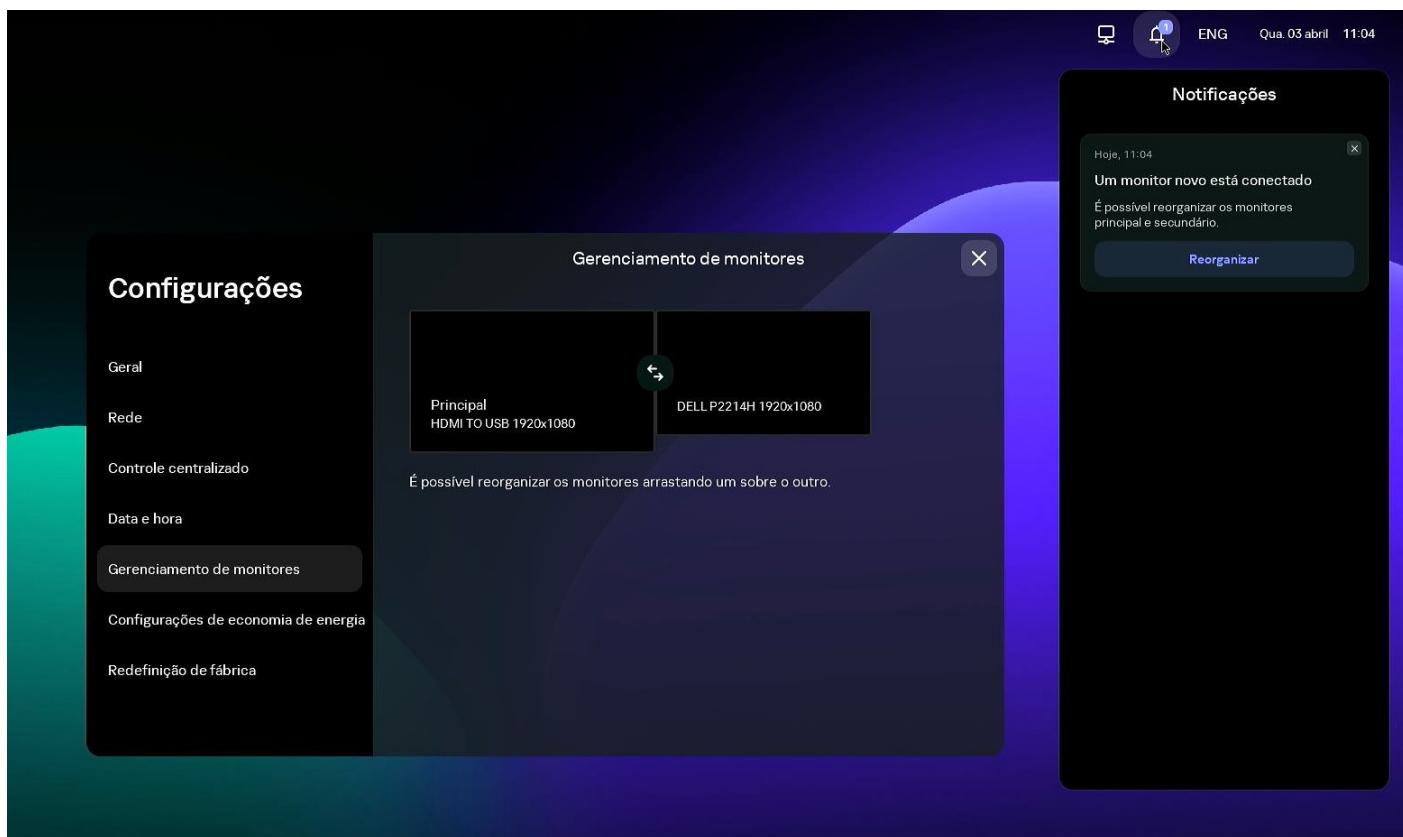 1
ENG
Qua. 03 abril 11:04
Notificações
Hoje, 11:04
Um monitor novo está conectado
É possível reorganizar os monitores
principal e secundário.
Reorganizar
Configurações
Geral
Rede
Controle centralizado
Data e hora
Gerenciamento de monitores
Configurações de economia de energia
Redefinição de fábrica
Gerenciamento de monitores
Principal
HDMI TO USB 1920x1080
DELL P2214H 1920x1080
É possível reorganizar os monitores arrastando um sobre o outro.